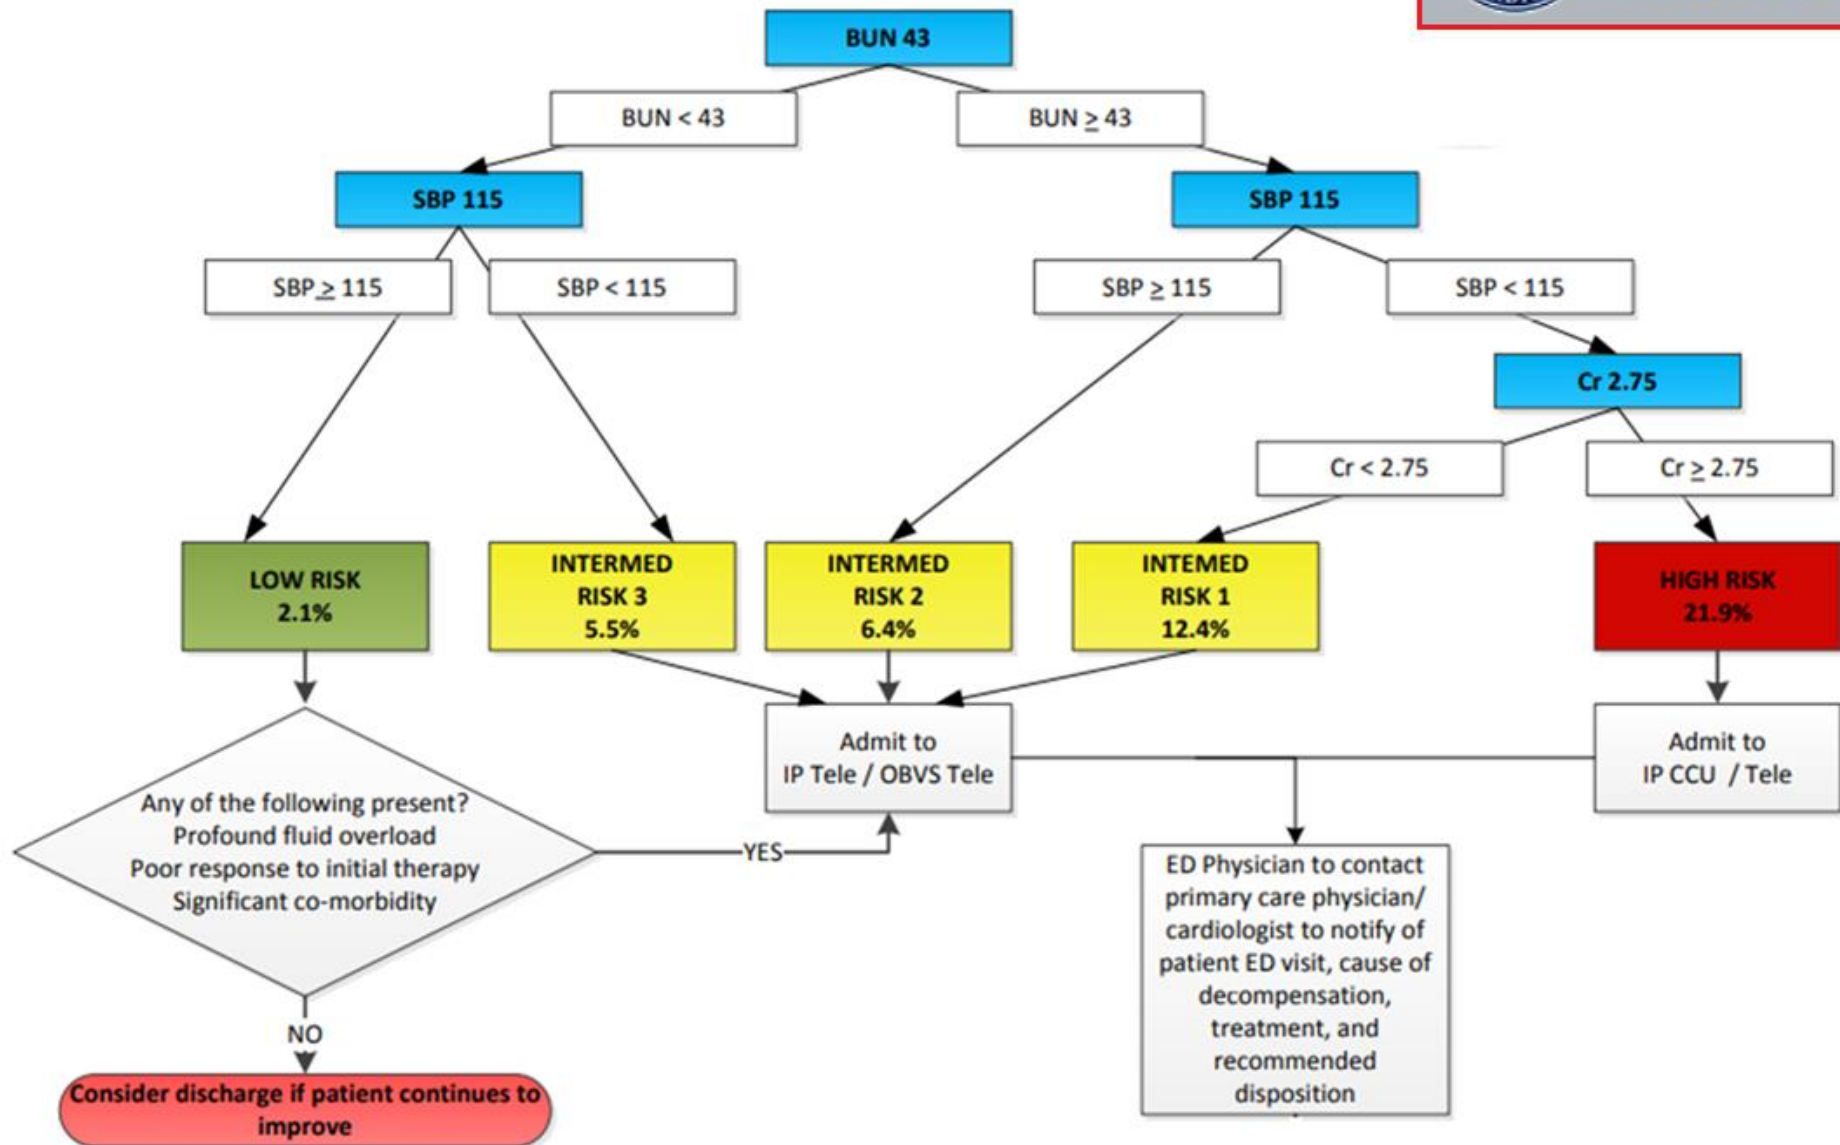 BUN 43
BUN < 43
BUN ≥ 43
SBP 115
SBP 115
SBP ≥ 115
SBP < 115
SBP ≥ 115
SBP < 115
Cr 2.75
Cr < 2.75
Cr ≥ 2.75
LOW RISK
2.1%
INTERMED
RISK 3
5.5%
INTERMED
RISK 2
6.4%
INTEMED
RISK 1
12.4%
HIGH RISK
21.9%
Any of the following present?
Profound fluid overload
Poor response to initial therapy
Significant co-morbidity
YES
Admit to
IP Tele / OBVS Tele
Admit to
IP CCU / Tele
ED Physician to contact
primary care physician/
cardiologist to notify of
patient ED visit, cause of
decompensation,
treatment, and
recommended
disposition
NO
Consider discharge if patient continues to
improve